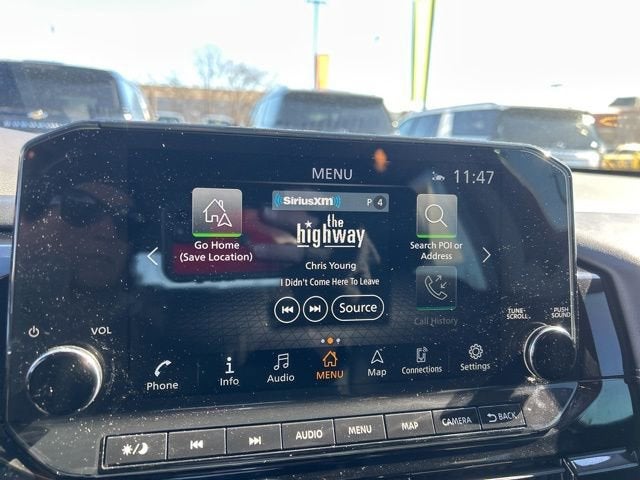 MENU
11:47
SiriusXM P 4
the
highway
Chris Young
I Didn't Come Here To Leave
Source
Go Home
(Save Location)
Search POI or
Address
Call History
VOL
TUNE-
SCROLL
PUSH
SOUND
Phone
Info
Audio
MENU
Map
Connections
Settings
AUDIO
MENU
MAP
CAMERA
BACK